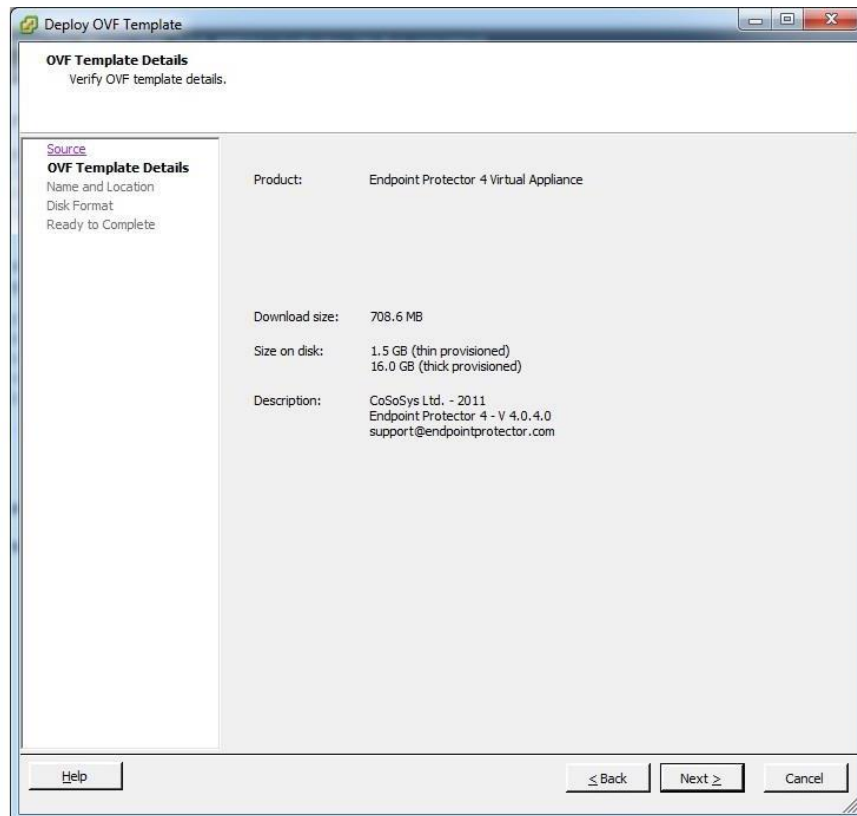 Deploy OVF Template
OVF Template Details
Verify OVF template details.
Source
OVF Template Details
Name and Location
Disk Format
Ready to Complete
Product: Endpoint Protector 4 Virtual Appliance
Download size: 708.6 MB
Size on disk: 1.5 GB (thin provisioned)
16.0 GB (thick provisioned)
Description: CoSoSys Ltd. - 2011
Endpoint Protector 4 - V 4.0.4.0
support@endpointprotector.com
Help
< Back Next > Cancel